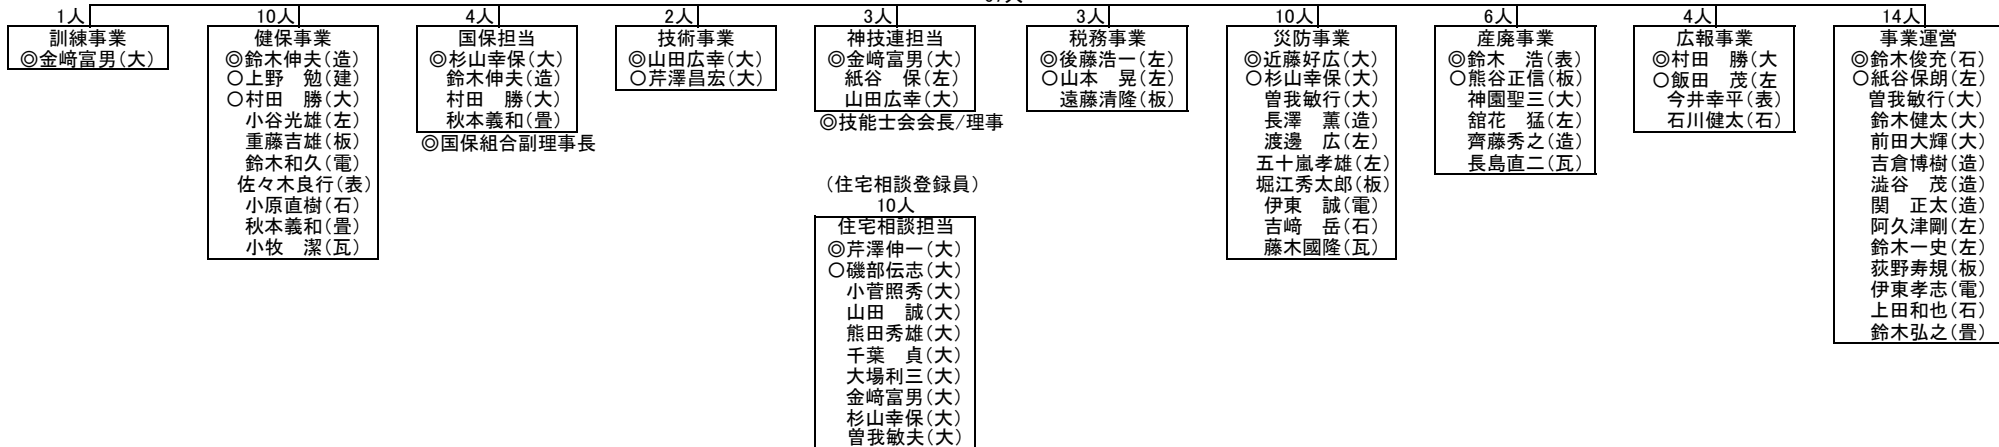 1人
訓練事業
◎金﨑富男(大)
10人
健保事業
◎鈴木伸夫(造)
○上野　勉(建)
○村田　勝(大)
小谷光雄(左)
重藤吉雄(板)
鈴木和久(電)
佐々木良行(表)
小原直樹(石)
秋本義和(畳)
小牧　潔(瓦)
4人
国保担当
◎杉山幸保(大)
鈴木伸夫(造)
村田　勝(大)
秋本義和(畳)
◎国保組合副理事長
2人
技術事業
◎山田広幸(大)
○芹澤昌宏(大)
3人
神技連担当
◎金﨑富男(大)
紙谷　保(左)
山田広幸(大)
◎技能士会会長/理事
(住宅相談登録員)
10人
住宅相談担当
◎芹澤伸一(大)
○磯部伝志(大)
小菅照秀(大)
山田　誠(大)
熊田秀雄(大)
千葉　貞(大)
大場利三(大)
金﨑富男(大)
杉山幸保(大)
曽我敏夫(大)
3人
税務事業
◎後藤浩一(左)
○山本　晃(左)
遠藤清隆(板)
10人
災防事業
◎近藤好広(大)
○杉山幸保(大)
曽我敏行(大)
長澤　薫(造)
渡邊　広(左)
五十嵐孝雄(左)
堀江秀太郎(板)
伊東　誠(電)
吉﨑　岳(石)
藤木國隆(瓦)
6人
産廃事業
◎鈴木　浩(表)
○熊谷正信(板)
神園聖三(大)
舘花　猛(左)
齊藤秀之(造)
長島直二(瓦)
4人
広報事業
◎村田　勝(大
○飯田　茂(左
今井幸平(表)
石川健太(石)
14人
事業運営
◎鈴木俊充(石)
○紙谷保朗(左)
曽我敏行(大)
鈴木健太(大)
前田大輝(大)
吉倉博樹(造)
澁谷　茂(造)
関　正太(造)
阿久津剛(左)
鈴木一史(左)
荻野寿規(板)
伊東孝志(電)
上田和也(石)
鈴木弘之(畳)